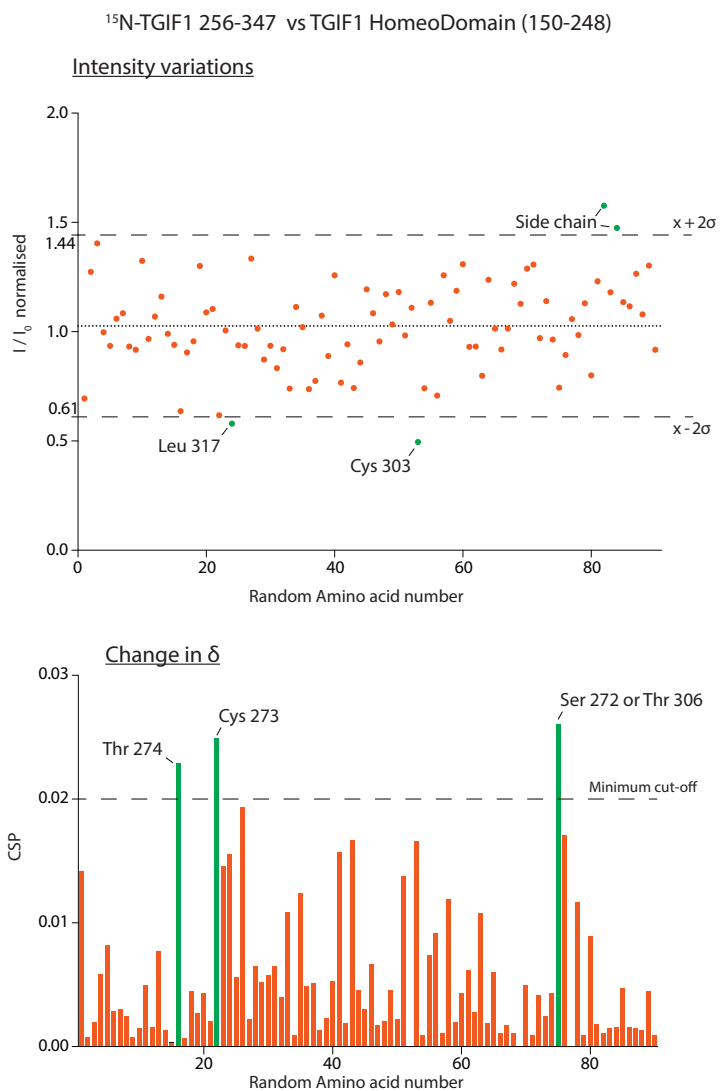 ¹⁵N-TGIF1 256-347 vs TGIF1 HomeoDomain (150-248)
Intensity variations
2.0
1.5
Side chain
x + 2σ
1.44
I / I₀ normalised
1.0
0.61
x - 2σ
Leu 317
0.5
Cys 303
0.0
0
20
40
60
80
Random Amino acid number
Change in δ
0.03
Ser 272 or Thr 306
Cys 273
Thr 274
Minimum cut-off
0.02
CSP
0.01
0.00
20
40
60
80
Random Amino acid number